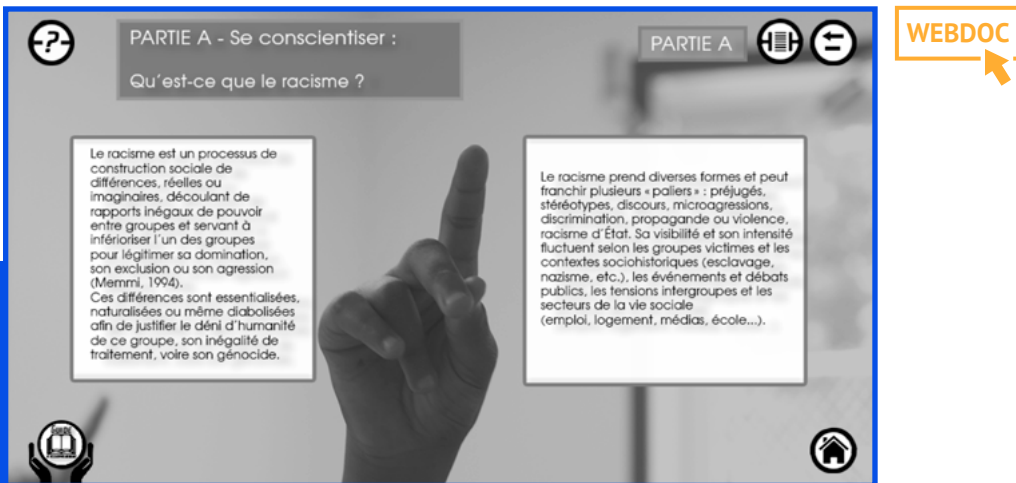 PARTIE A - Se conscientiser :
Qu'est-ce que le racisme ?
PARTIE A
WEBDOC
Le racisme est un processus de
construction sociale de
différences, réelles ou
imaginaires, découlant de
rapports inégaux de pouvoir
entre groupes et servant à
inférioriser l'un des groupes
pour légitimer sa domination,
son exclusion ou son agression
(Memmi, 1994).
Ces différences sont essentialisées,
naturalisées ou même diabolisées
afin de justifier le déni d'humanité
de ce groupe, son inégalité de
traitement, voire son génocide.
Le racisme prend diverses formes et peut
franchir plusieurs « paliers » : préjugés,
stéréotypes, discours, microagressions,
discrimination, propagande ou violence,
racisme d'État. Sa visibilité et son intensité
fluctuent selon les groupes victimes et les
contextes sociohistoriques (esclavage,
nazisme, etc.), les événements et débats
publics, les tensions intergroupes et les
secteurs de la vie sociale
(emploi, logement, médias, école...).